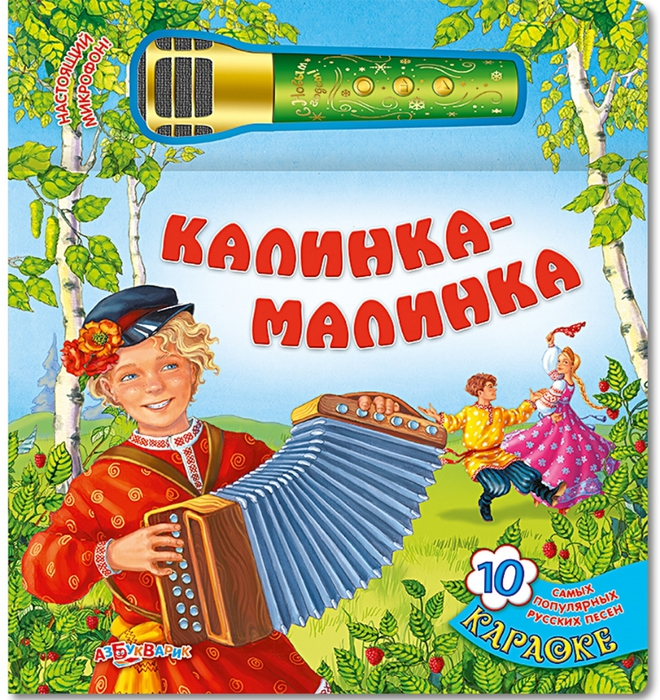 НАСТОЯЩИЙ
МИКРОФОН!
С Новым
годом!
КАЛИНКА-
МАЛИНКА
10
САМЫХ
ПОПУЛЯРНЫХ
РУССКИХ ПЕСЕН
КАРАОКЕ
АЗБУКВАРИК